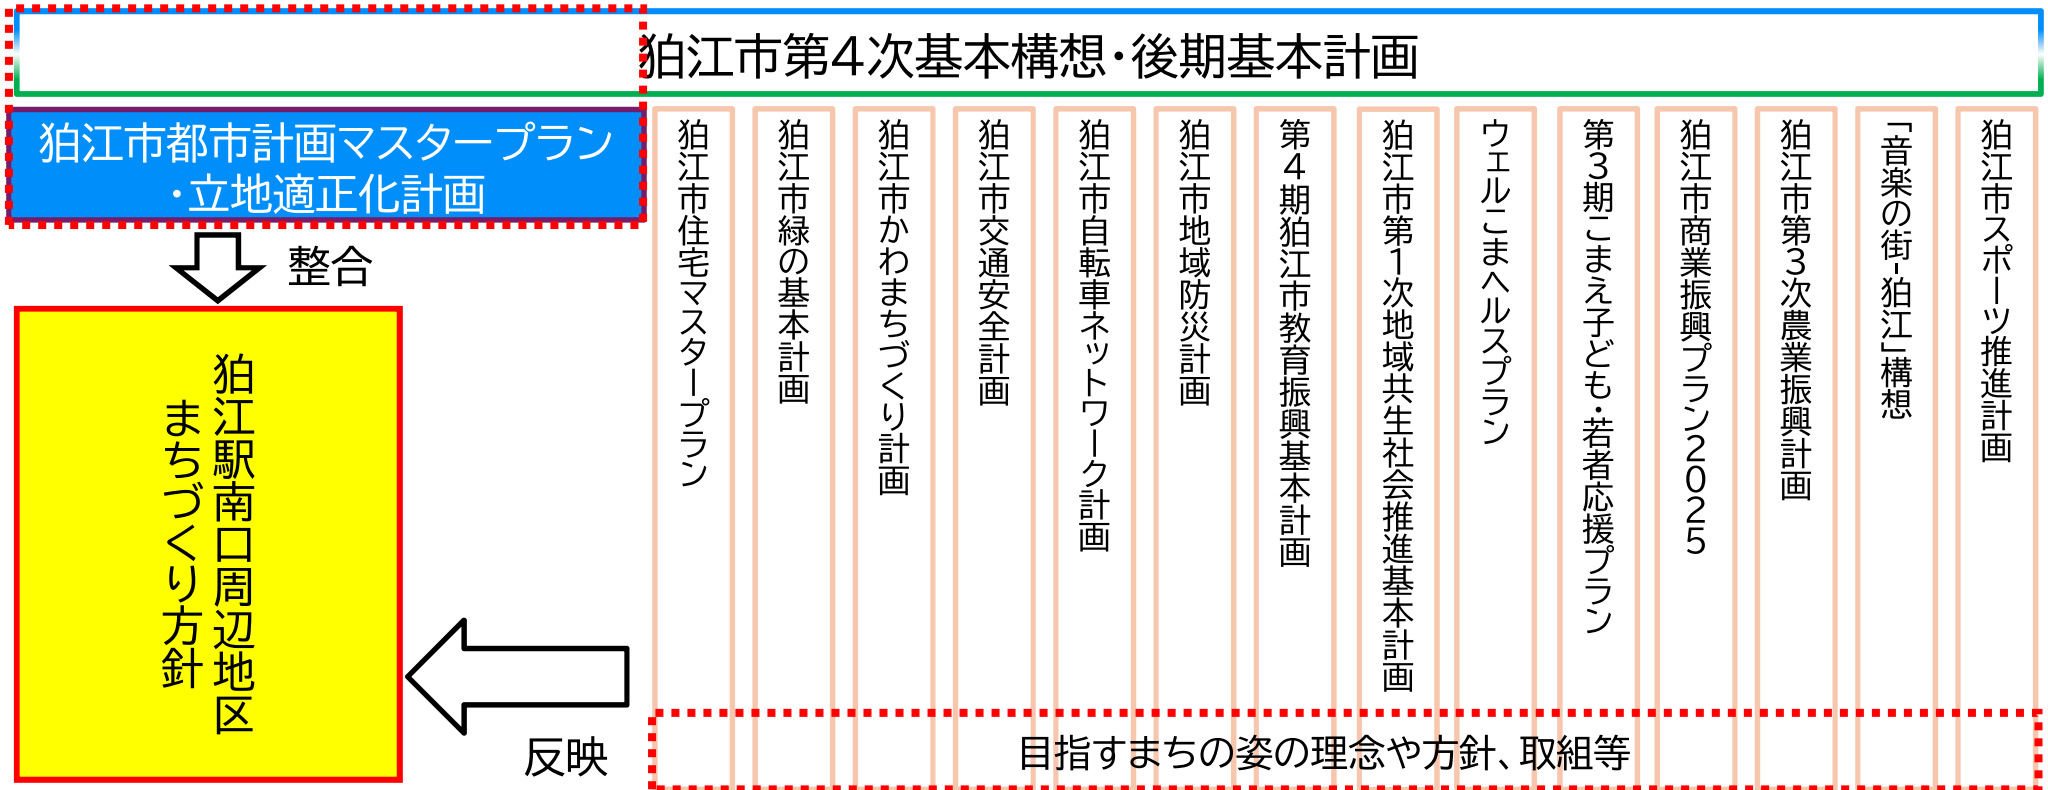 狛江市第4次基本構想・後期基本計画
狛江市都市計画マスタープラン
・立地適正化計画
整合
狛江駅南口周辺地区
まちづくり方針
反映
狛江市住宅マスタープラン
狛江市緑の基本計画
狛江市かわまちづくり計画
狛江市交通安全計画
狛江市自転車ネットワーク計画
狛江市地域防災計画
第4期狛江市教育振興基本計画
狛江市第1次地域共生社会推進基本計画
ウェルこまヘルスプラン
第3期こまえ子ども・若者応援プラン
狛江市商業振興プラン2025
狛江市第3次農業振興計画
「音楽の街-狛江」構想
狛江市スポーツ推進計画
目指すまちの姿の理念や方針、取組等